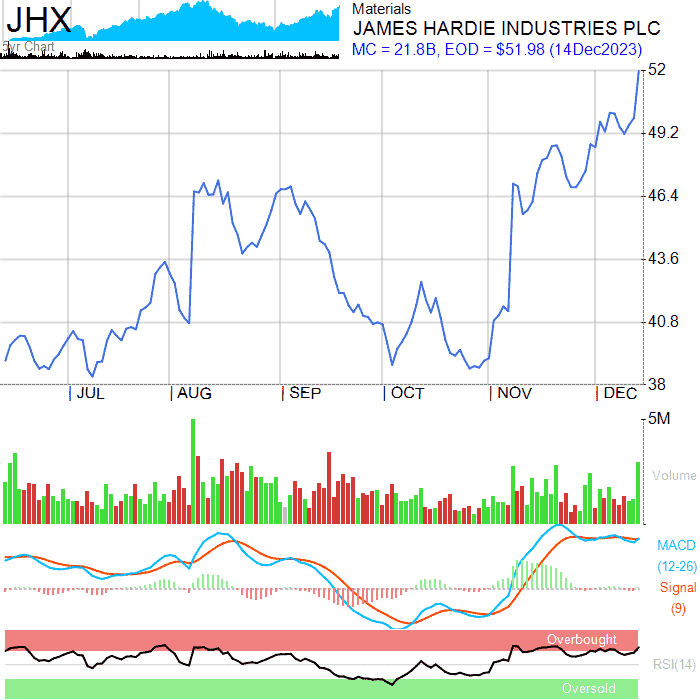 JHX
5yr Chart
Materials
JAMES HARDIE INDUSTRIES PLC
MC = 21.8B, EOD = $51.98 (14Dec2023)
52
49.2
46.4
43.6
40.8
38
JUL AUG SEP OCT NOV DEC
5M
Volume
MACD
(12-26)
Signal
(9)
Overbought
RSI(14)
Oversold